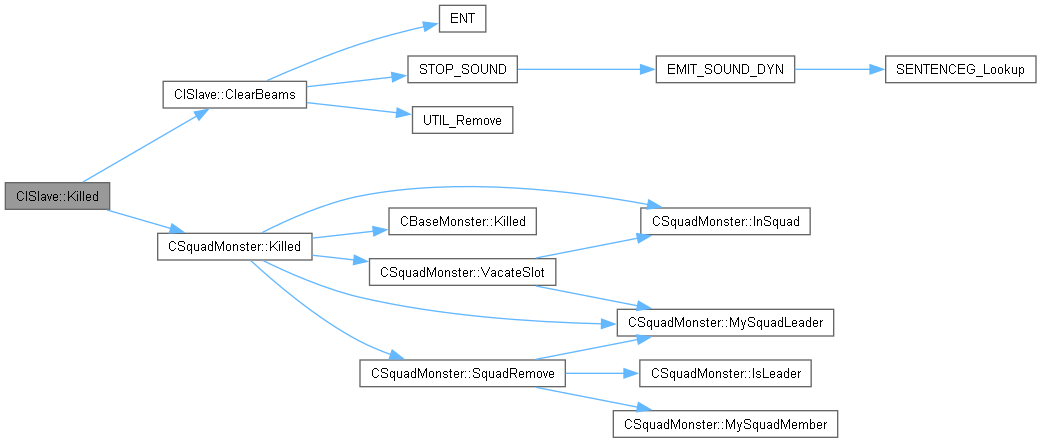 ENT
STOP_SOUND
EMIT_SOUND_DYN
SENTENCEG_Lookup
CISlave::ClearBeams
UTIL_Remove
CISlave::Killed
CBaseMonster::Killed
CSquadMonster::InSquad
CSquadMonster::Killed
CSquadMonster::VacateSlot
CSquadMonster::MySquadLeader
CSquadMonster::SquadRemove
CSquadMonster::IsLeader
CSquadMonster::MySquadMember